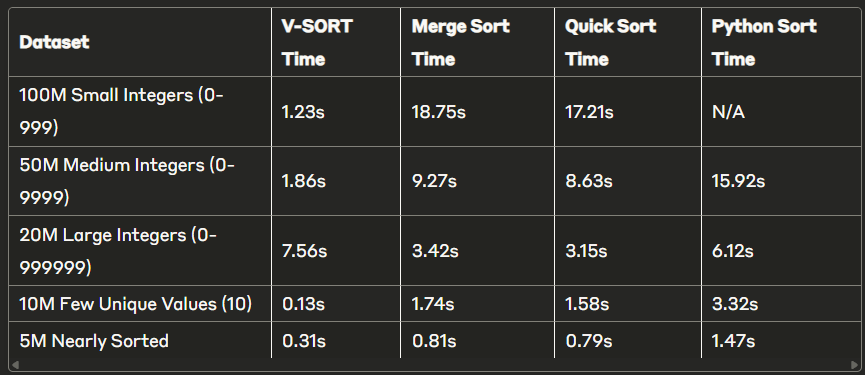 Dataset V-SORT Time Merge Sort Time Quick Sort Time Python Sort Time
100M Small Integers (0-999) 1.23s 18.75s 17.21s N/A
50M Medium Integers (0-9999) 1.86s 9.27s 8.63s 15.92s
20M Large Integers (0-999999) 7.56s 3.42s 3.15s 6.12s
10M Few Unique Values (10) 0.13s 1.74s 1.58s 3.32s
5M Nearly Sorted 0.31s 0.81s 0.79s 1.47s